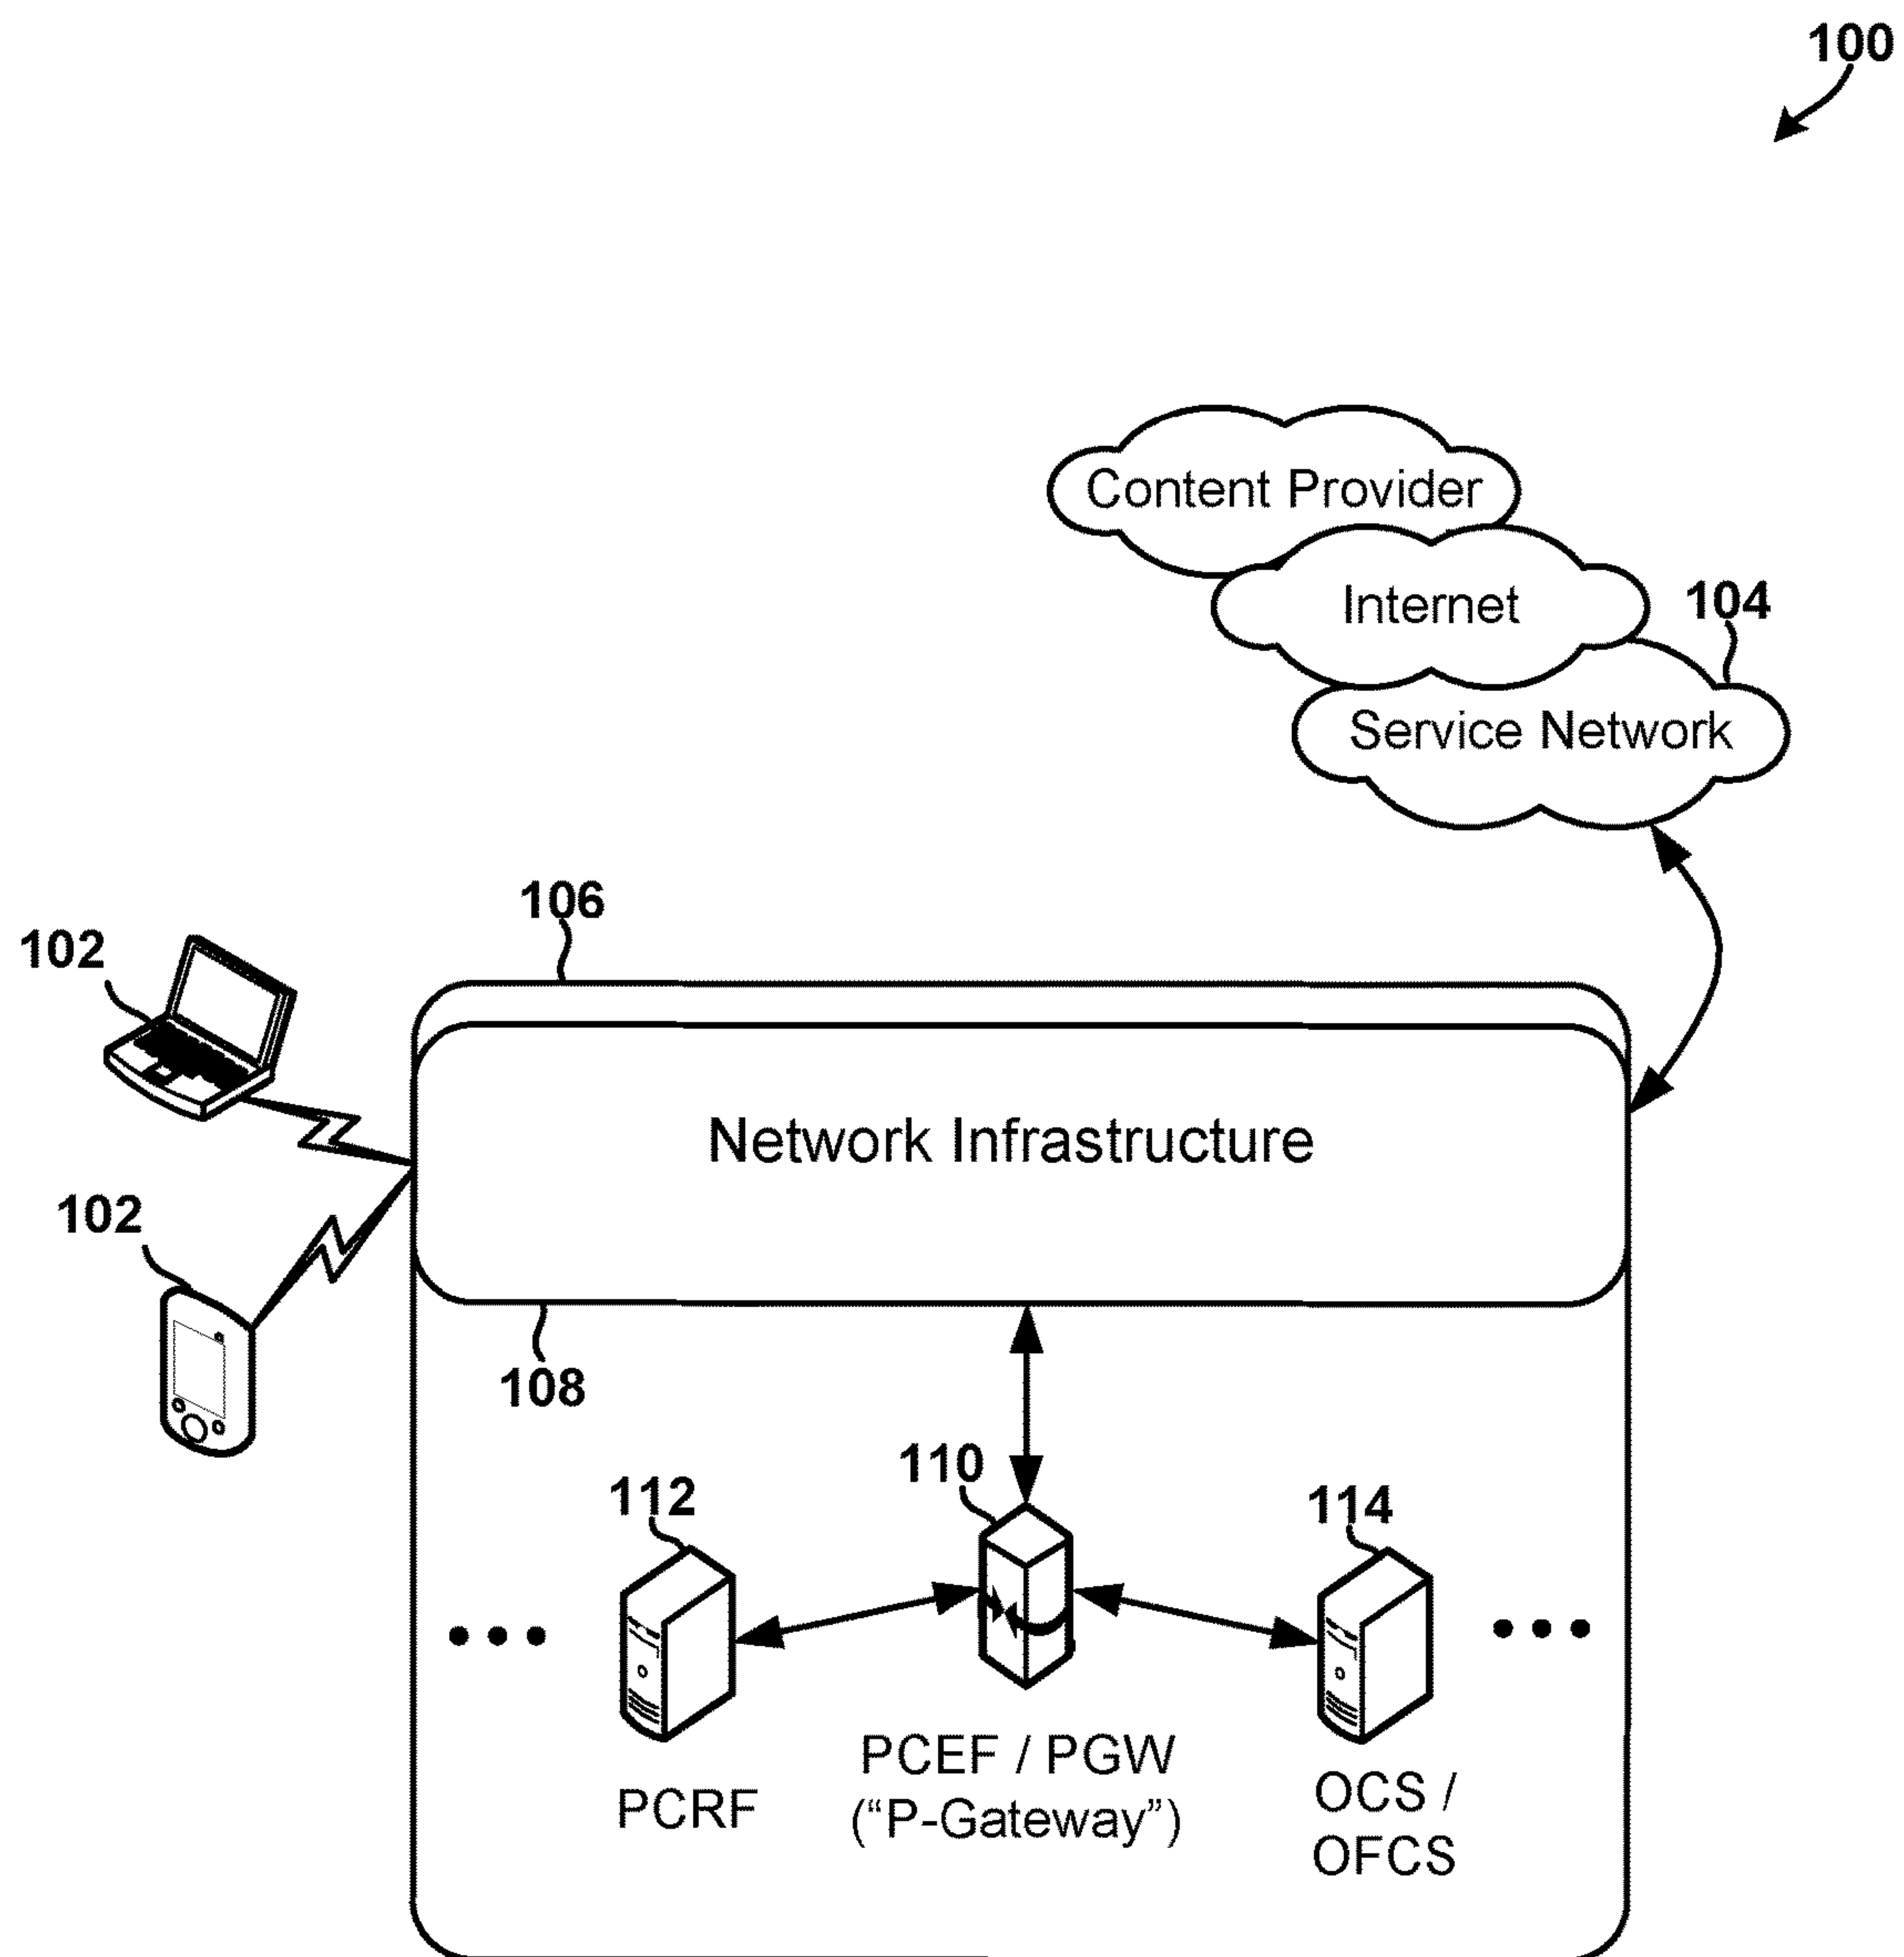 100
Content Provider
Internet
104
Service Network
106
102
Network Infrastructure
102
108
110
112
114
PCEF / PGW
("P-Gateway")
PCRF
OCS /
OFCS